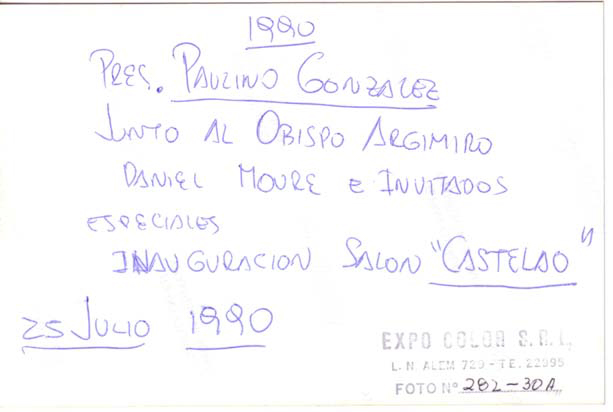 1990
PRES. PAULINO GONZALEZ
JUNTO AL OBISPO ARGIMIRO
DANIEL MOURE E INVITADOS
ESPECIALES
INAUGURACION SALON "CASTELAO"
25 JULIO 1990
EXPO COLOR S.R.L.
L. N. ALEM 729 - TE. 22995
FOTO Nº 282-30A